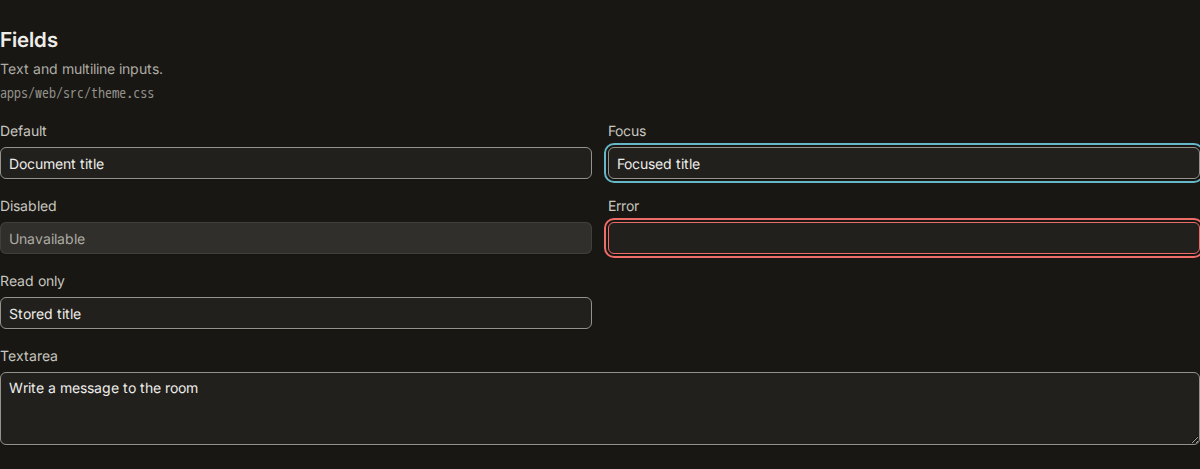 Fields
Text and multiline inputs.
apps/web/src/theme.css
Default
Focus
Document title
Focused title
Disabled
Error
Unavailable
Read only
Stored title
Textarea
Write a message to the room